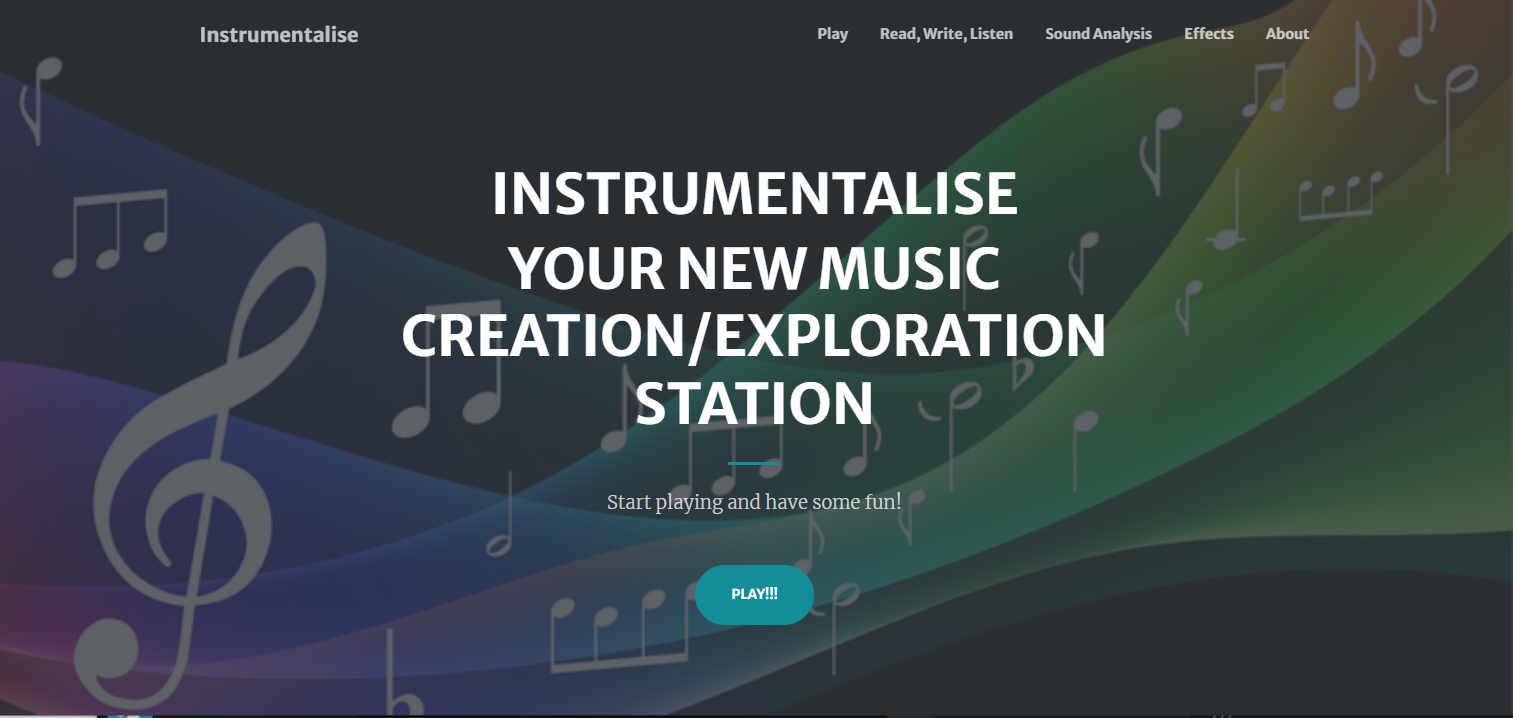 Instrumentalise
Play
Read, Write, Listen
Sound Analysis
Effects
About
INSTRUMENTALISE
YOUR NEW MUSIC
CREATION/EXPLORATION
STATION
Start playing and have some fun!
PLAY!!!